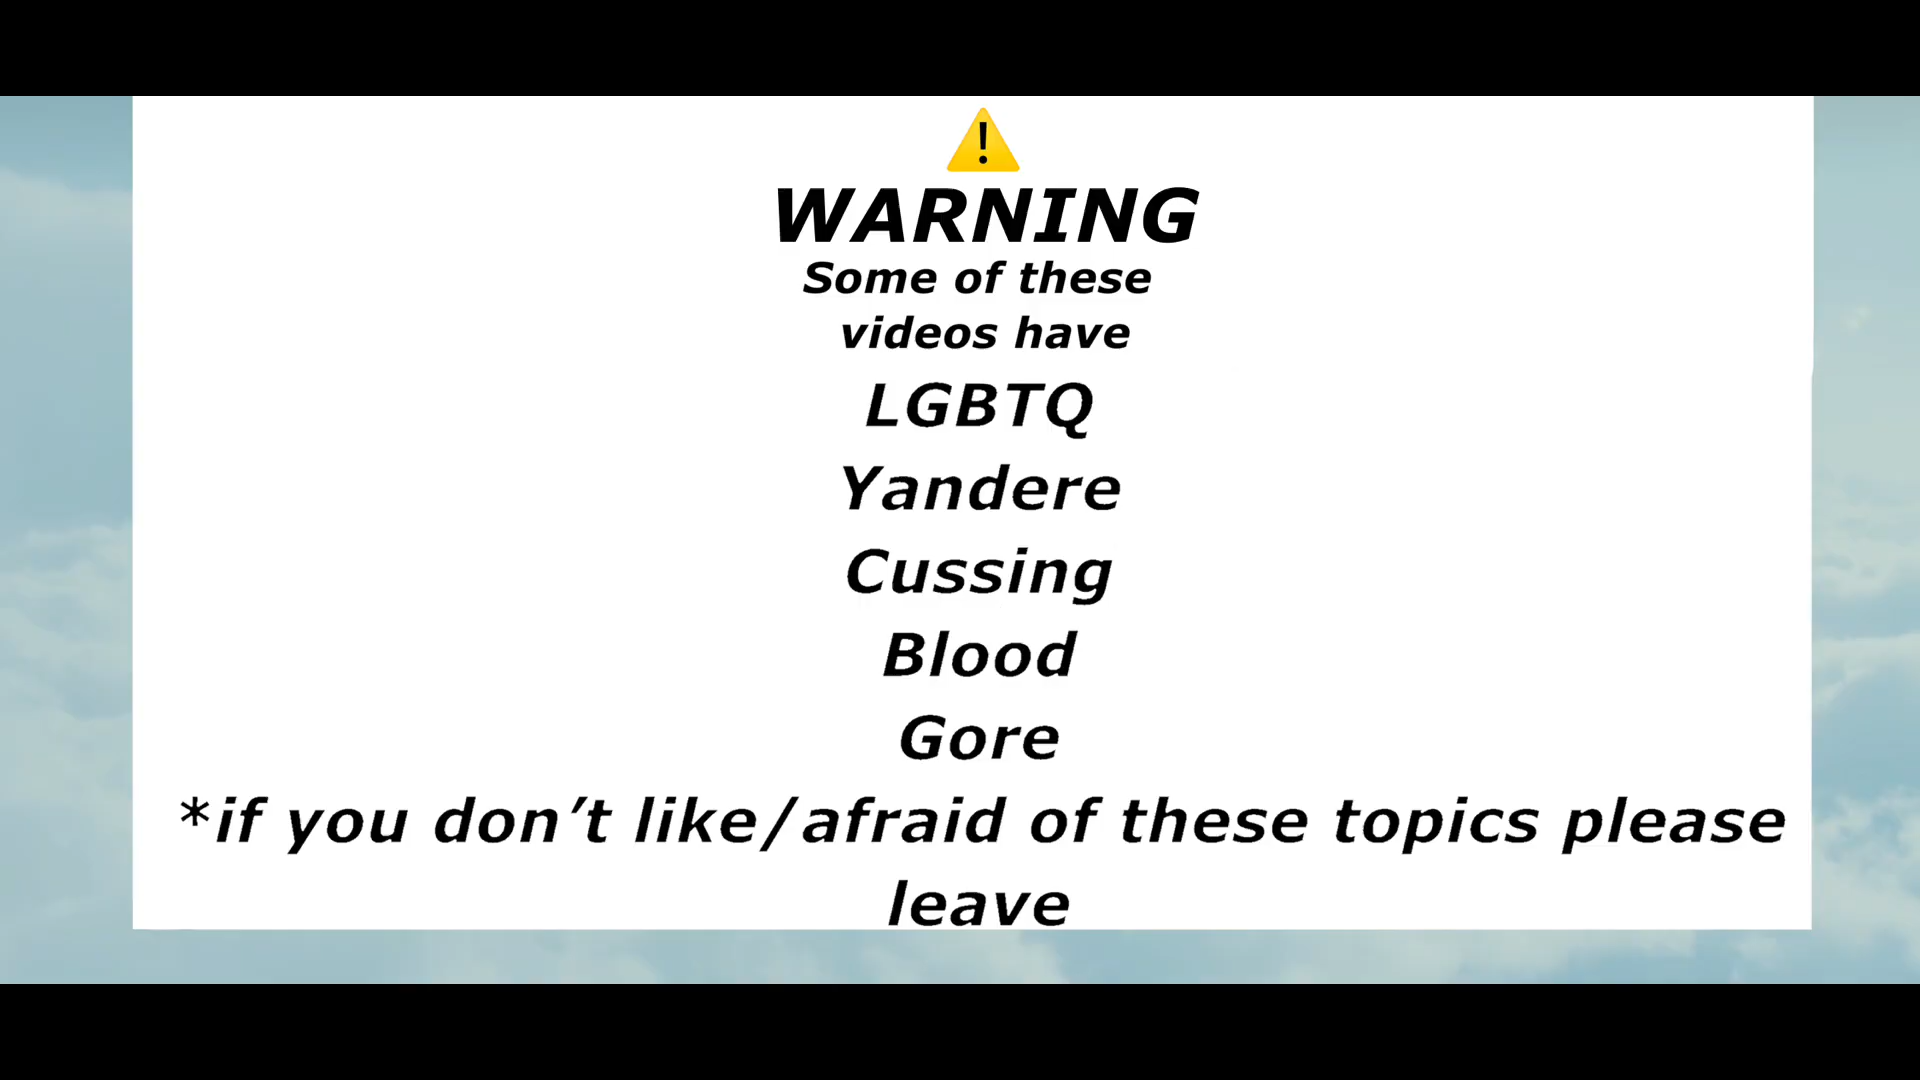 WARNING
Some of these
videos have
LGBTQ
Yandere
Cussing
Blood
Gore
*if you don’t like/afraid of these topics please
leave